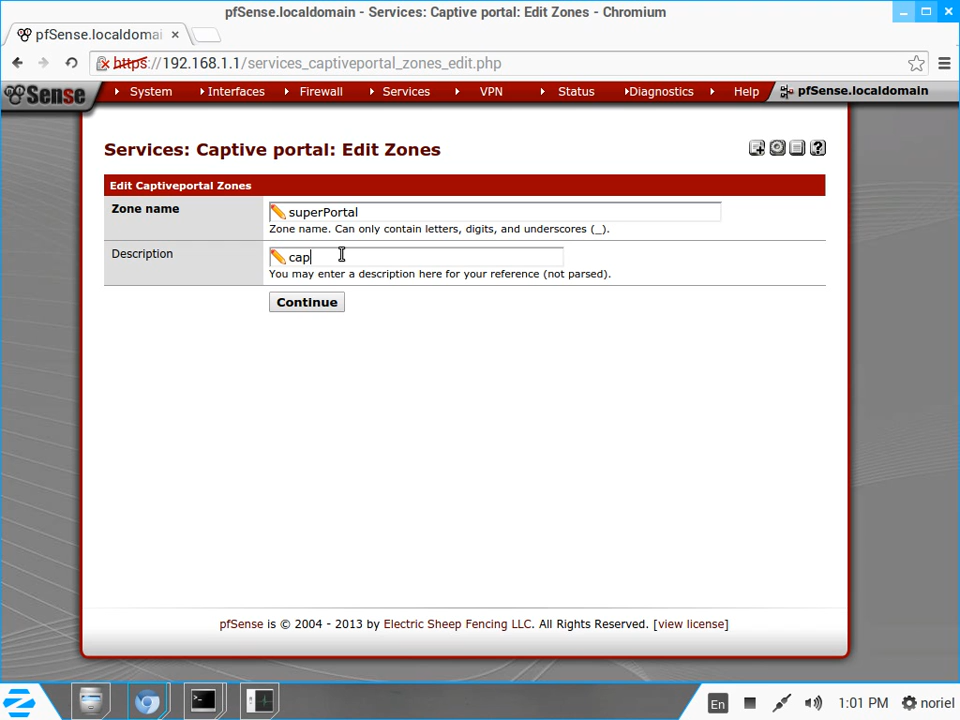 pfSense.localdomain - Services: Captive portal: Edit Zones - Chromium
pfSense.localdomai
https://192.168.1.1/services_captiveportal_zones_edit.php
Sense System Interfaces Firewall Services VPN Status Diagnostics Help pfSense.localdomain
Services: Captive portal: Edit Zones
Edit Captiveportal Zones
Zone name superPortal
Zone name. Can only contain letters, digits, and underscores (_).
Description cap
You may enter a description here for your reference (not parsed).
Continue
pfSense is © 2004 - 2013 by Electric Sheep Fencing LLC. All Rights Reserved. [view license]
En 1:01 PM noriel